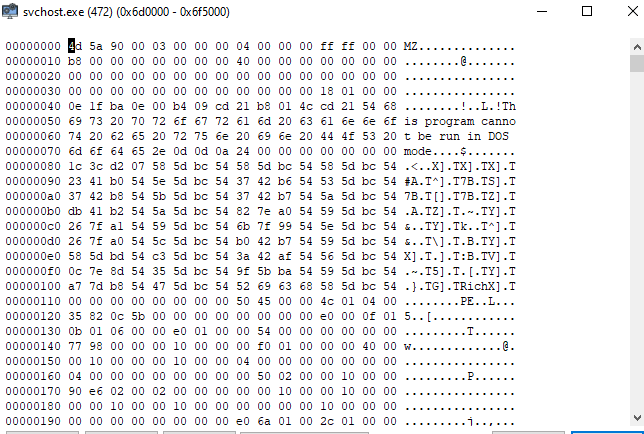 svchost.exe (472) (0x6d0000 - 0x6f5000)
00000000 4d 5a 90 00 03 00 00 00 04 00 00 00 ff ff 00 00 MZ..............
00000010 b8 00 00 00 00 00 00 00 40 00 00 00 00 00 00 00 ........@.......
00000020 00 00 00 00 00 00 00 00 00 00 00 00 00 00 00 00 ................
00000030 00 00 00 00 00 00 00 00 00 00 00 00 18 01 00 00 ................
00000040 0e 1f ba 0e 00 b4 09 cd 21 b8 01 4c cd 21 54 68 ........!..L.!Th
00000050 69 73 20 70 72 6f 67 72 61 6d 20 63 61 6e 6e 6f is program canno
00000060 74 20 62 65 20 72 75 6e 20 69 6e 20 44 4f 53 20 t be run in DOS
00000070 6d 6f 64 65 2e 0d 0d 0a 24 00 00 00 00 00 00 00 mode....$.......
00000080 1c 3c d2 07 58 5d bc 54 58 5d bc 54 58 5d bc 54 .<..X].TX].TX].T
00000090 23 41 b0 54 5e 5d bc 54 37 42 b6 54 53 5d bc 54 #A.T^].T7B.TS].T
000000a0 37 42 b8 54 5b 5d bc 54 37 42 b7 54 5a 5d bc 54 7B.T[].T7B.TZ].T
000000b0 db 41 b2 54 5a 5d bc 54 82 7e a0 54 59 5d bc 54 .A.TZ].T.~.TY].T
000000c0 26 7f a1 54 59 5d bc 54 6b 7f 99 54 5e 5d bc 54 &..TY].Tk..T^].T
000000d0 26 7f a0 54 5c 5d bc 54 b0 42 b7 54 59 5d bc 54 &..T\].T.B.TY].T
000000e0 58 5d bd 54 c3 5d bc 54 3a 42 af 54 56 5d bc 54 X].T.].T:B.TV].T
000000f0 0c 7e 8d 54 35 5d bc 54 9f 5b ba 54 59 5d bc 54 .~.T5].T.[.TY].T
00000100 a7 7d b8 54 47 5d bc 54 52 69 63 68 58 5d bc 54 .}.TG].TRichX].T
00000110 00 00 00 00 00 00 00 00 50 45 00 00 4c 01 04 00 ........PE..L...
00000120 35 82 0c 5b 00 00 00 00 00 00 00 00 e0 00 0f 01 5..[............
00000130 0b 01 06 00 00 e0 01 00 00 54 00 00 00 00 00 00 .........T......
00000140 77 98 00 00 00 10 00 00 00 f0 01 00 00 00 40 00 w.............@.
00000150 00 10 00 00 00 10 00 00 04 00 00 00 00 00 00 00 ................
00000160 04 00 00 00 00 00 00 00 00 50 02 00 00 10 00 00 .........P......
00000170 90 e6 02 00 02 00 00 00 00 00 10 00 00 10 00 00 ................
00000180 00 00 10 00 00 10 00 00 00 00 00 00 10 00 00 00 ................
00000190 00 00 00 00 00 00 00 00 e0 6a 01 00 2c 01 00 00 .........j..,...